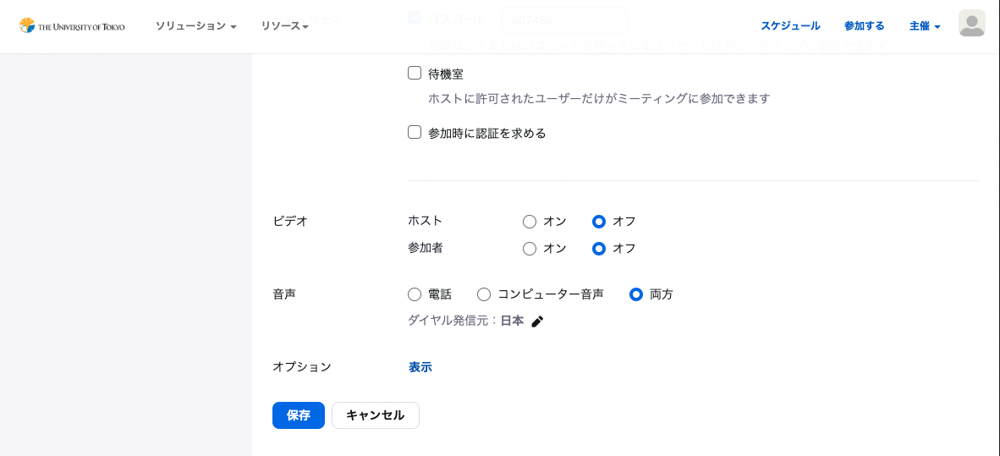 THE UNIVERSITY OF TOKYO ソリューション リソース スケジュール 参加する 主催
パスコード 607456
待機室
ホストに許可されたユーザーだけがミーティングに参加できます
参加時に認証を求める
ビデオ ホスト オン オフ
参加者 オン オフ
音声 電話 コンピューター音声 両方
ダイヤル発信元:日本
オプション 表示
保存 キャンセル